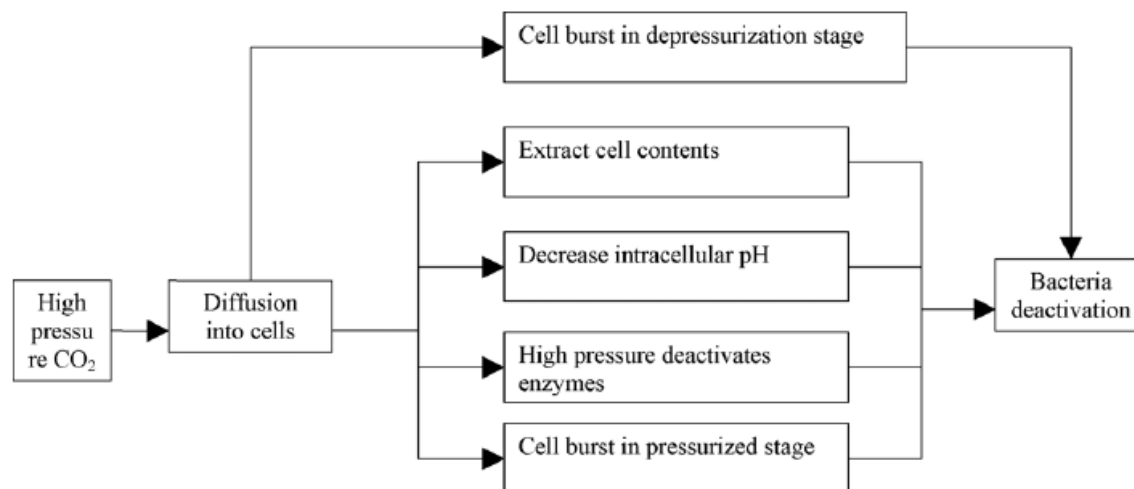 Cell burst in depressurization stage
Extract cell contents
Decrease intracellular pH
High
pressu
re CO₂
Diffusion
into cells
Bacteria
deactivation
High pressure deactivates
enzymes
Cell burst in pressurized stage